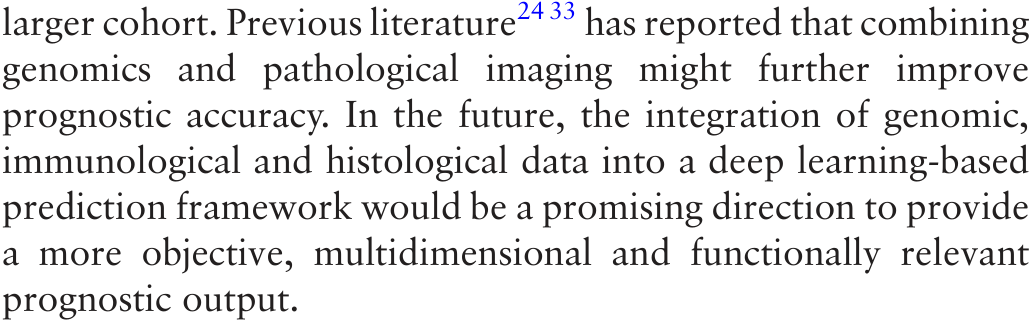 larger cohort. Previous literature24 33 has reported that combining
genomics and pathological imaging might further improve
prognostic accuracy. In the future, the integration of genomic,
immunological and histological data into a deep learning-based
prediction framework would be a promising direction to provide
a more objective, multidimensional and functionally relevant
prognostic output.